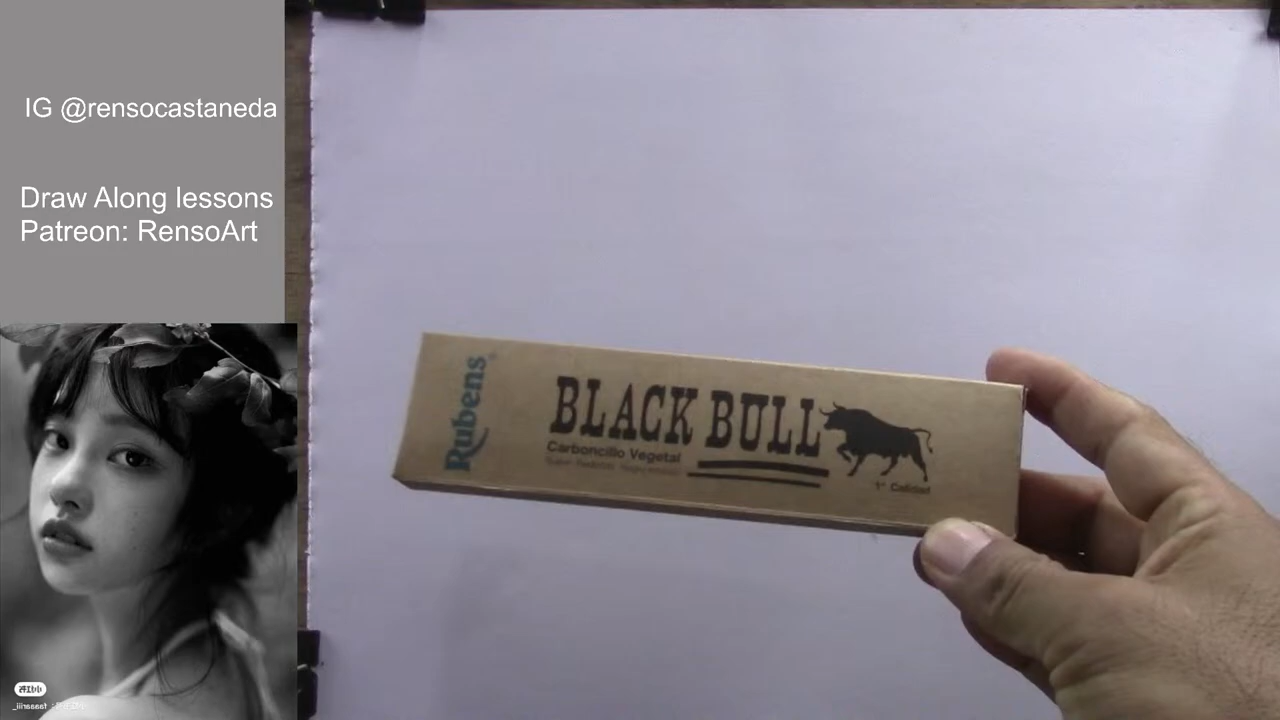 IG @rensocastaneda
Draw Along lessons
Patreon: RensoArt
Rubens
BLACK BULL
Carboncillo Vegetal
1ª Calidad